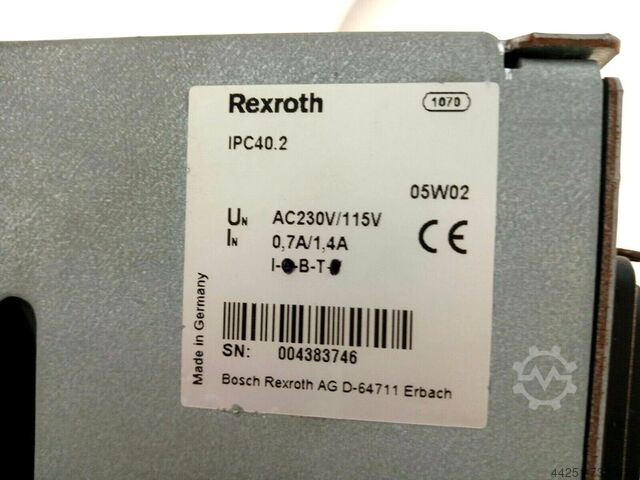 Rexroth
1070
IPC40.2
05W02
UN AC230V/115V
IN 0,7A/1,4A
CE
B-T-
Made in Germany
SN: 004383746
Bosch Rexroth AG D-64711 Erbach